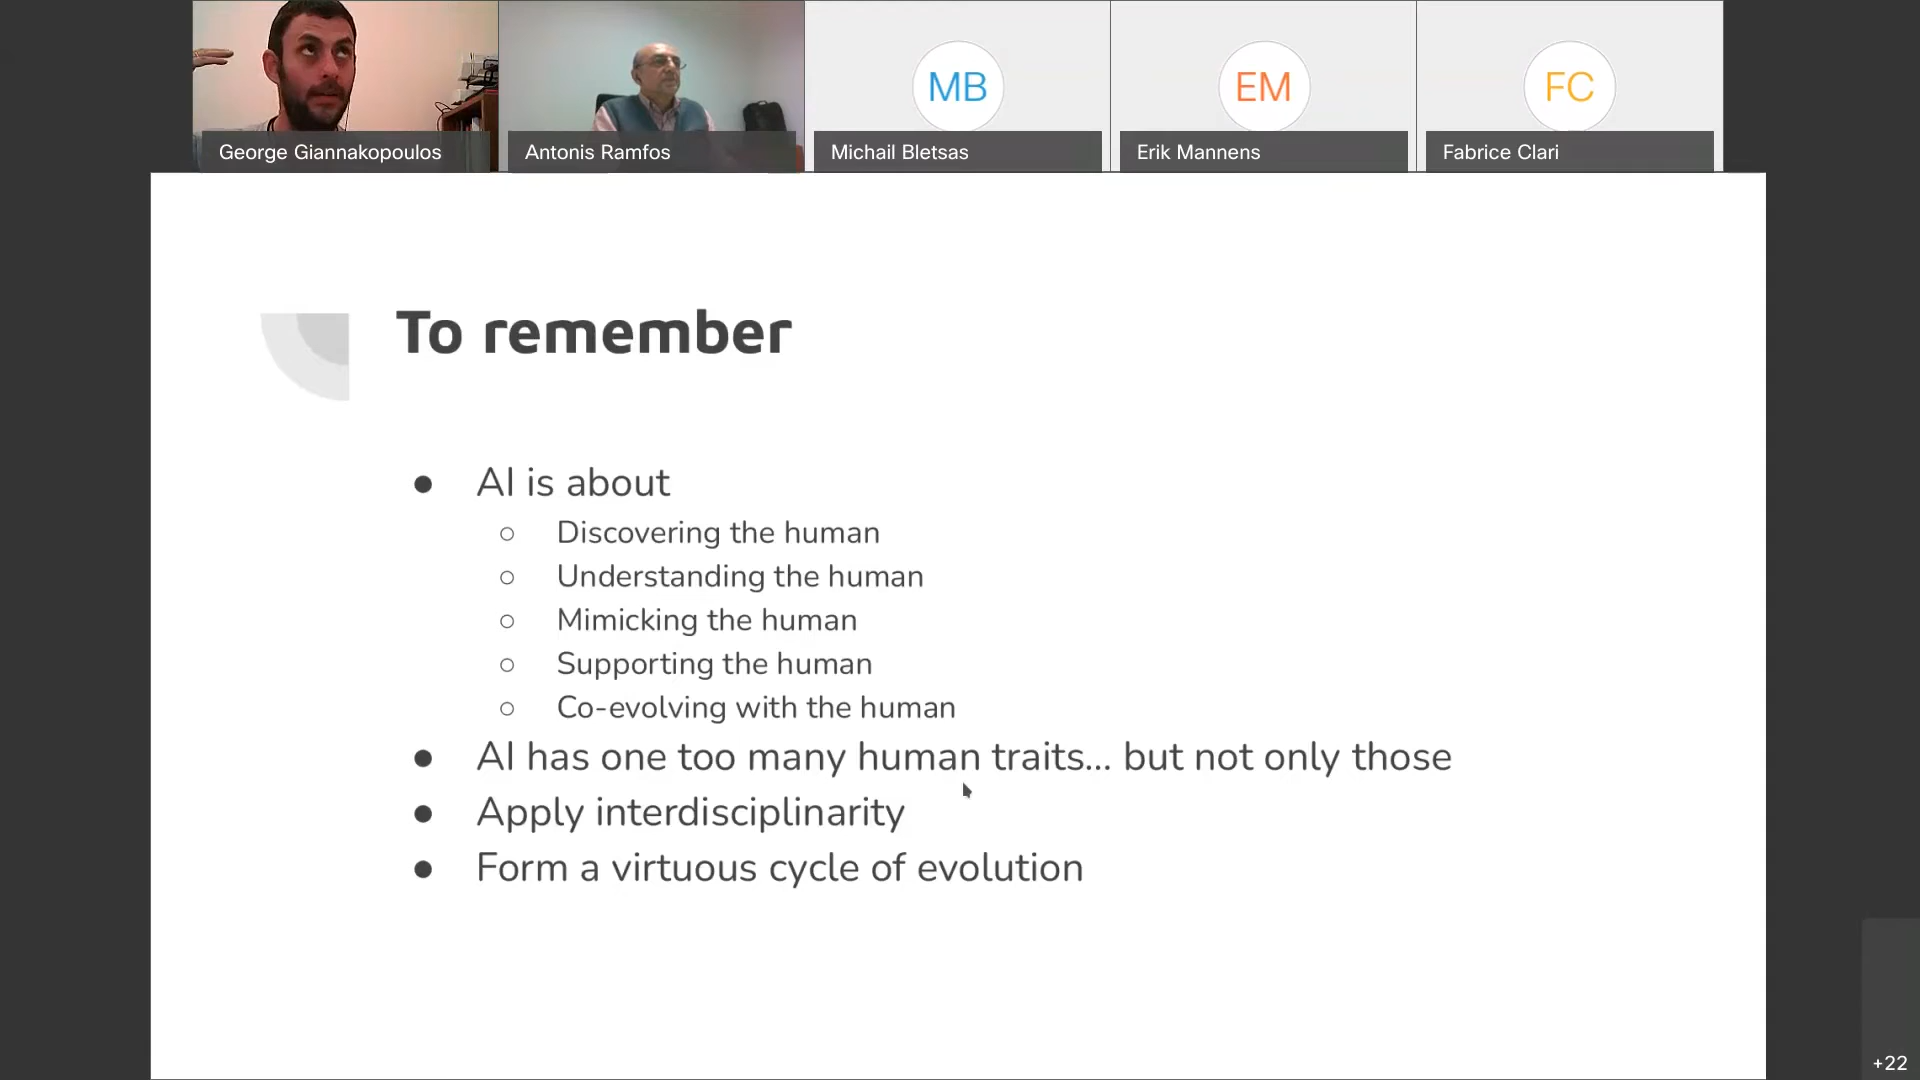 MB
EM
FC
George Giannakopoulos
Antonis Ramfos
Michail Bletsas
Erik Mannens
Fabrice Clari
To remember
● AI is about
○ Discovering the human
○ Understanding the human
○ Mimicking the human
○ Supporting the human
○ Co-evolving with the human
● AI has one too many human traits... but not only those
● Apply interdisciplinarity
● Form a virtuous cycle of evolution
+22